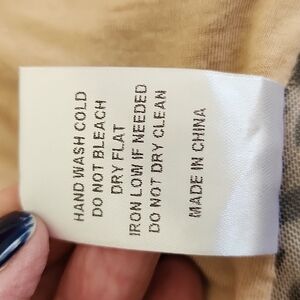 HAND WASH COLD
DO NOT BLEACH
DRY FLAT
IRON LOW IF NEEDED
DO NOT DRY CLEAN
MADE IN CHINA